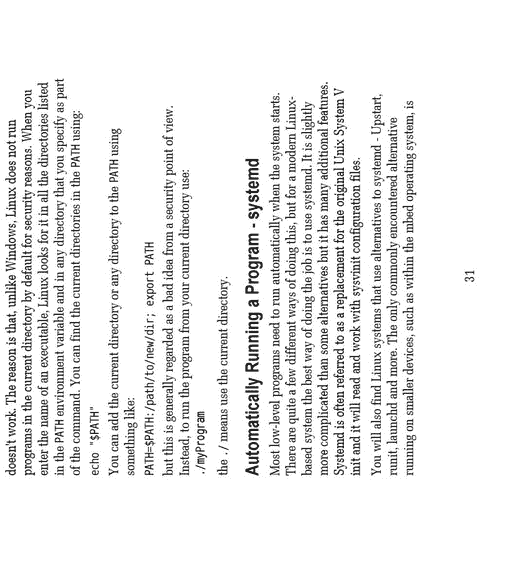 doesn't work. The reason is that, unlike Windows, Linux does not run
programs in the current directory by default for security reasons. When you
enter the name of an executable, Linux looks for it in all the directories listed
in the PATH environment variable and in any directory that you specify as part
of the command. You can find the current directories in the PATH using:
echo "$PATH"
You can add the current directory or any directory to the PATH using
something like:
PATH=$PATH:/path/to/new/dir; export PATH
but this is generally regarded as a bad idea from a security point of view.
Instead, to run the program from your current directory use:
./myProgram
the ./ means use the current directory.
Automatically Running a Program - systemd
Most low-level programs need to run automatically when the system starts.
There are quite a few different ways of doing this, but for a modern Linux-
based system the best way of doing the job is to use systemd. It is slightly
more complicated than some alternatives but it has many additional features.
Systemd is often referred to as a replacement for the original Unix System V
init and it will read and work with sysvinit configuration files.
You will also find Linux systems that use alternatives to systemd - Upstart,
runit, launchd and more. The only commonly encountered alternative
running on smaller devices, such as within the mbed operating system, is
31